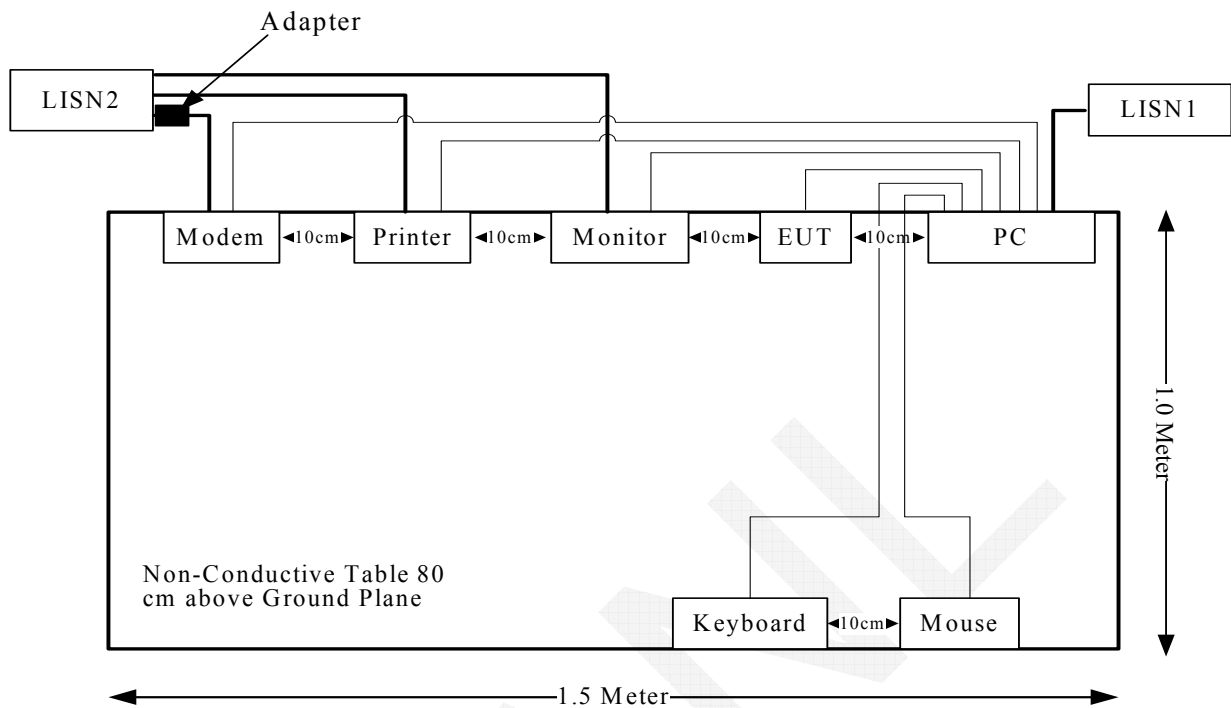 Adapter
LISN2
LISN1
Modem
10cm
Printer
10cm
Monitor
10cm
EUT
10cm
PC
1.0 Meter
Non-Conductive Table 80
cm above Ground Plane
Keyboard
10cm
Mouse
1.5 Meter